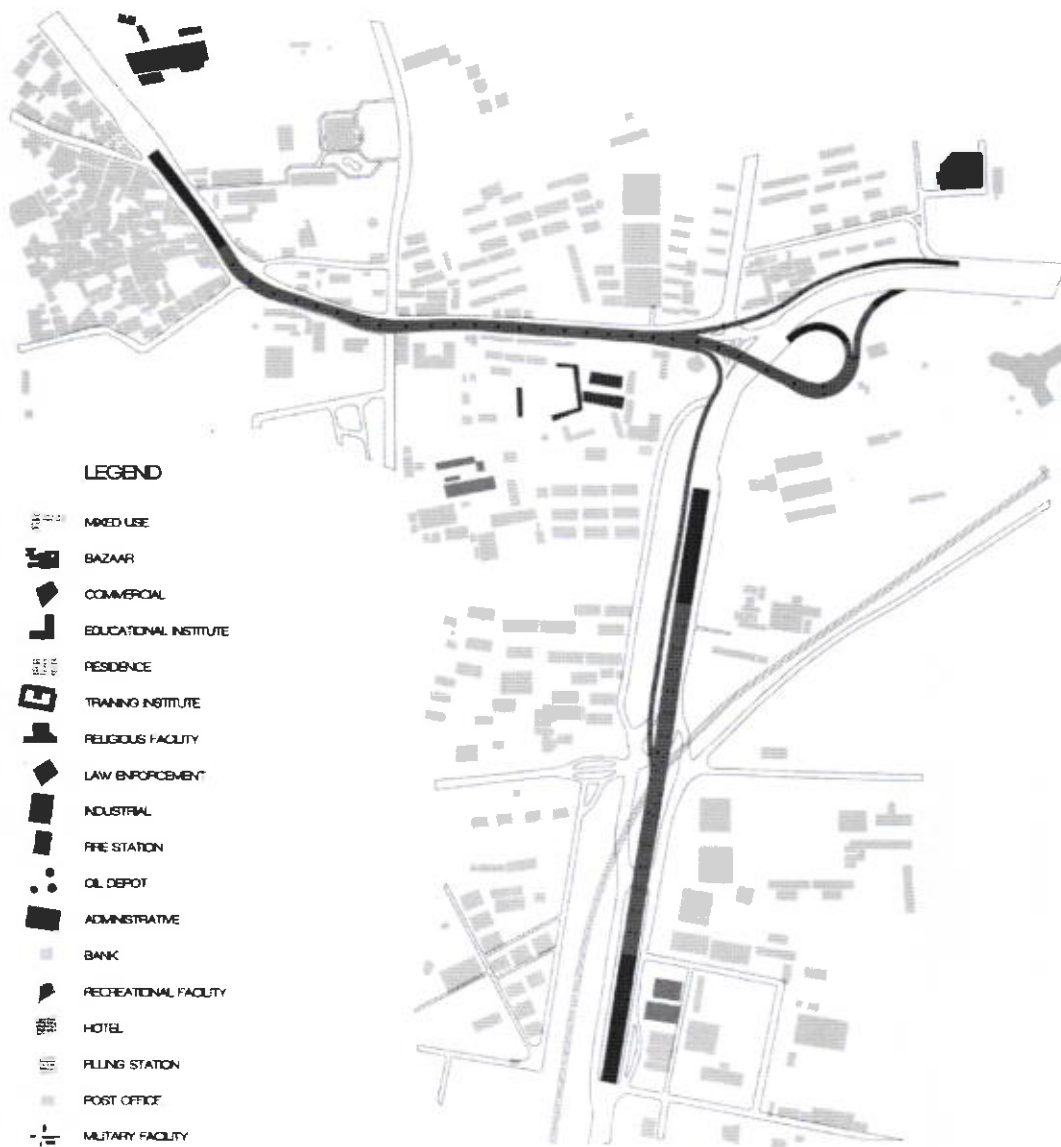 LEGEND
MIXED USE
BAZAAR
COMMERCIAL
EDUCATIONAL INSTITUTE
RESIDENCE
TRANING INSTITUTE
RELIGIOUS FACILITY
LAW ENFORCEMENT
INDUSTRIAL
FIRE STATION
OIL DEPOT
ADMINISTRATIVE
BANK
RECREATIONAL FACILITY
HOTEL
FILLING STATION
POST OFFICE
MILITARY FACILITY